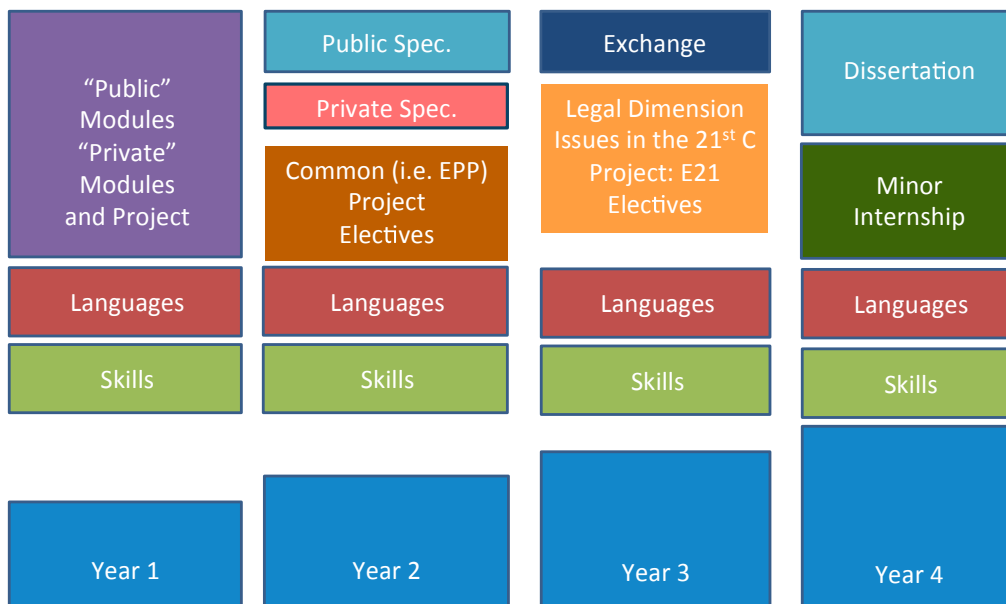 “Public”
Modules
“Private”
Modules
and Project
Languages
Skills
Year 1
Public Spec.
Private Spec.
Common (i.e. EPP)
Project
Electives
Languages
Skills
Year 2
Exchange
Legal Dimension
Issues in the 21st C
Project: E21
Electives
Languages
Skills
Year 3
Dissertation
Minor
Internship
Languages
Skills
Year 4